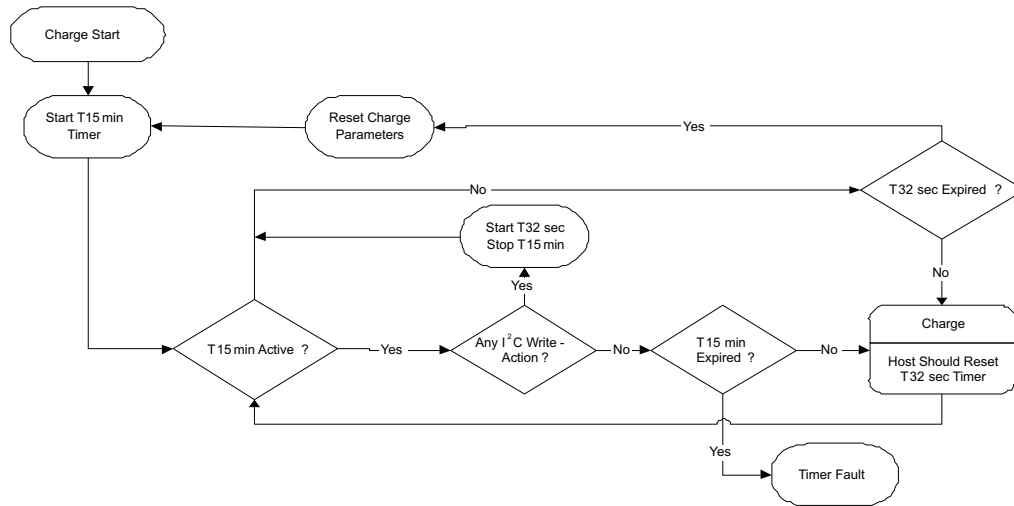 Charge Start
Start T15 min
Timer
Reset Charge
Parameters
Yes
T32 sec Expired ?
No
Start T32 sec
Stop T15 min
No
Yes
T15 min Active ?
Yes
Any I²C Write -
Action ?
No
T15 min
Expired ?
No
Charge
Host Should Reset
T32 sec Timer
Yes
Timer Fault